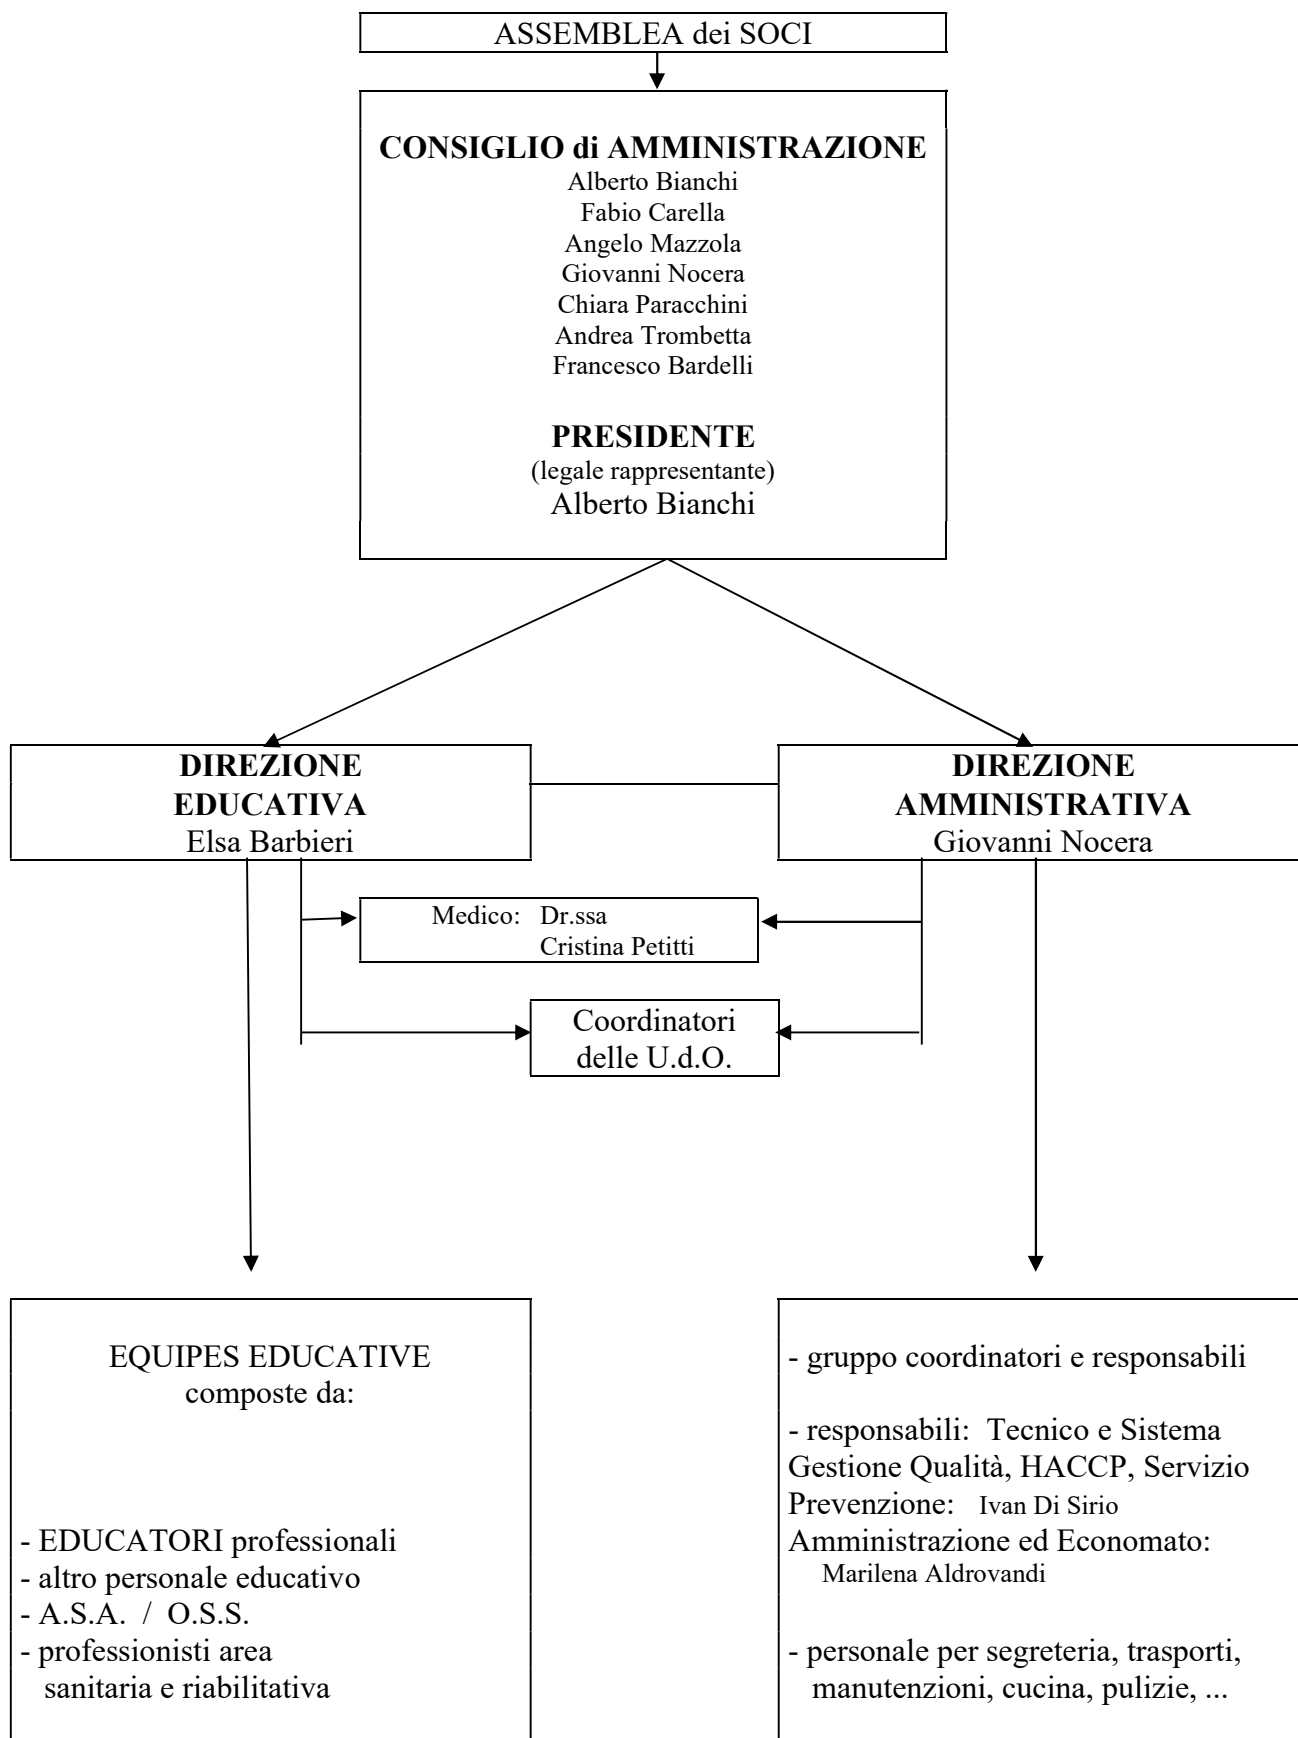 ASSEMBLEA dei SOCI
CONSIGLIO di AMMINISTRAZIONE
Alberto Bianchi
Fabio Carella
Angelo Mazzola
Giovanni Nocera
Chiara Paracchini
Andrea Trombetta
Francesco Bardelli
PRESIDENTE
(legale rappresentante)
Alberto Bianchi
DIREZIONE
EDUCATIVA
Elsa Barbieri
DIREZIONE
AMMINISTRATIVA
Giovanni Nocera
Medico: Dr.ssa
Cristina Petitti
Coordinatori
delle U.d.O.
EQUIPES EDUCATIVE
composte da:
- EDUCATORI professionali
- altro personale educativo
- A.S.A. / O.S.S.
- professionisti area
sanitaria e riabilitativa
- gruppo coordinatori e responsabili
- responsabili: Tecnico e Sistema
Gestione Qualità, HACCP, Servizio
Prevenzione: Ivan Di Sirio
Amministrazione ed Economato:
Marilena Aldrovandi
- personale per segreteria, trasporti,
manutenzioni, cucina, pulizie, ...